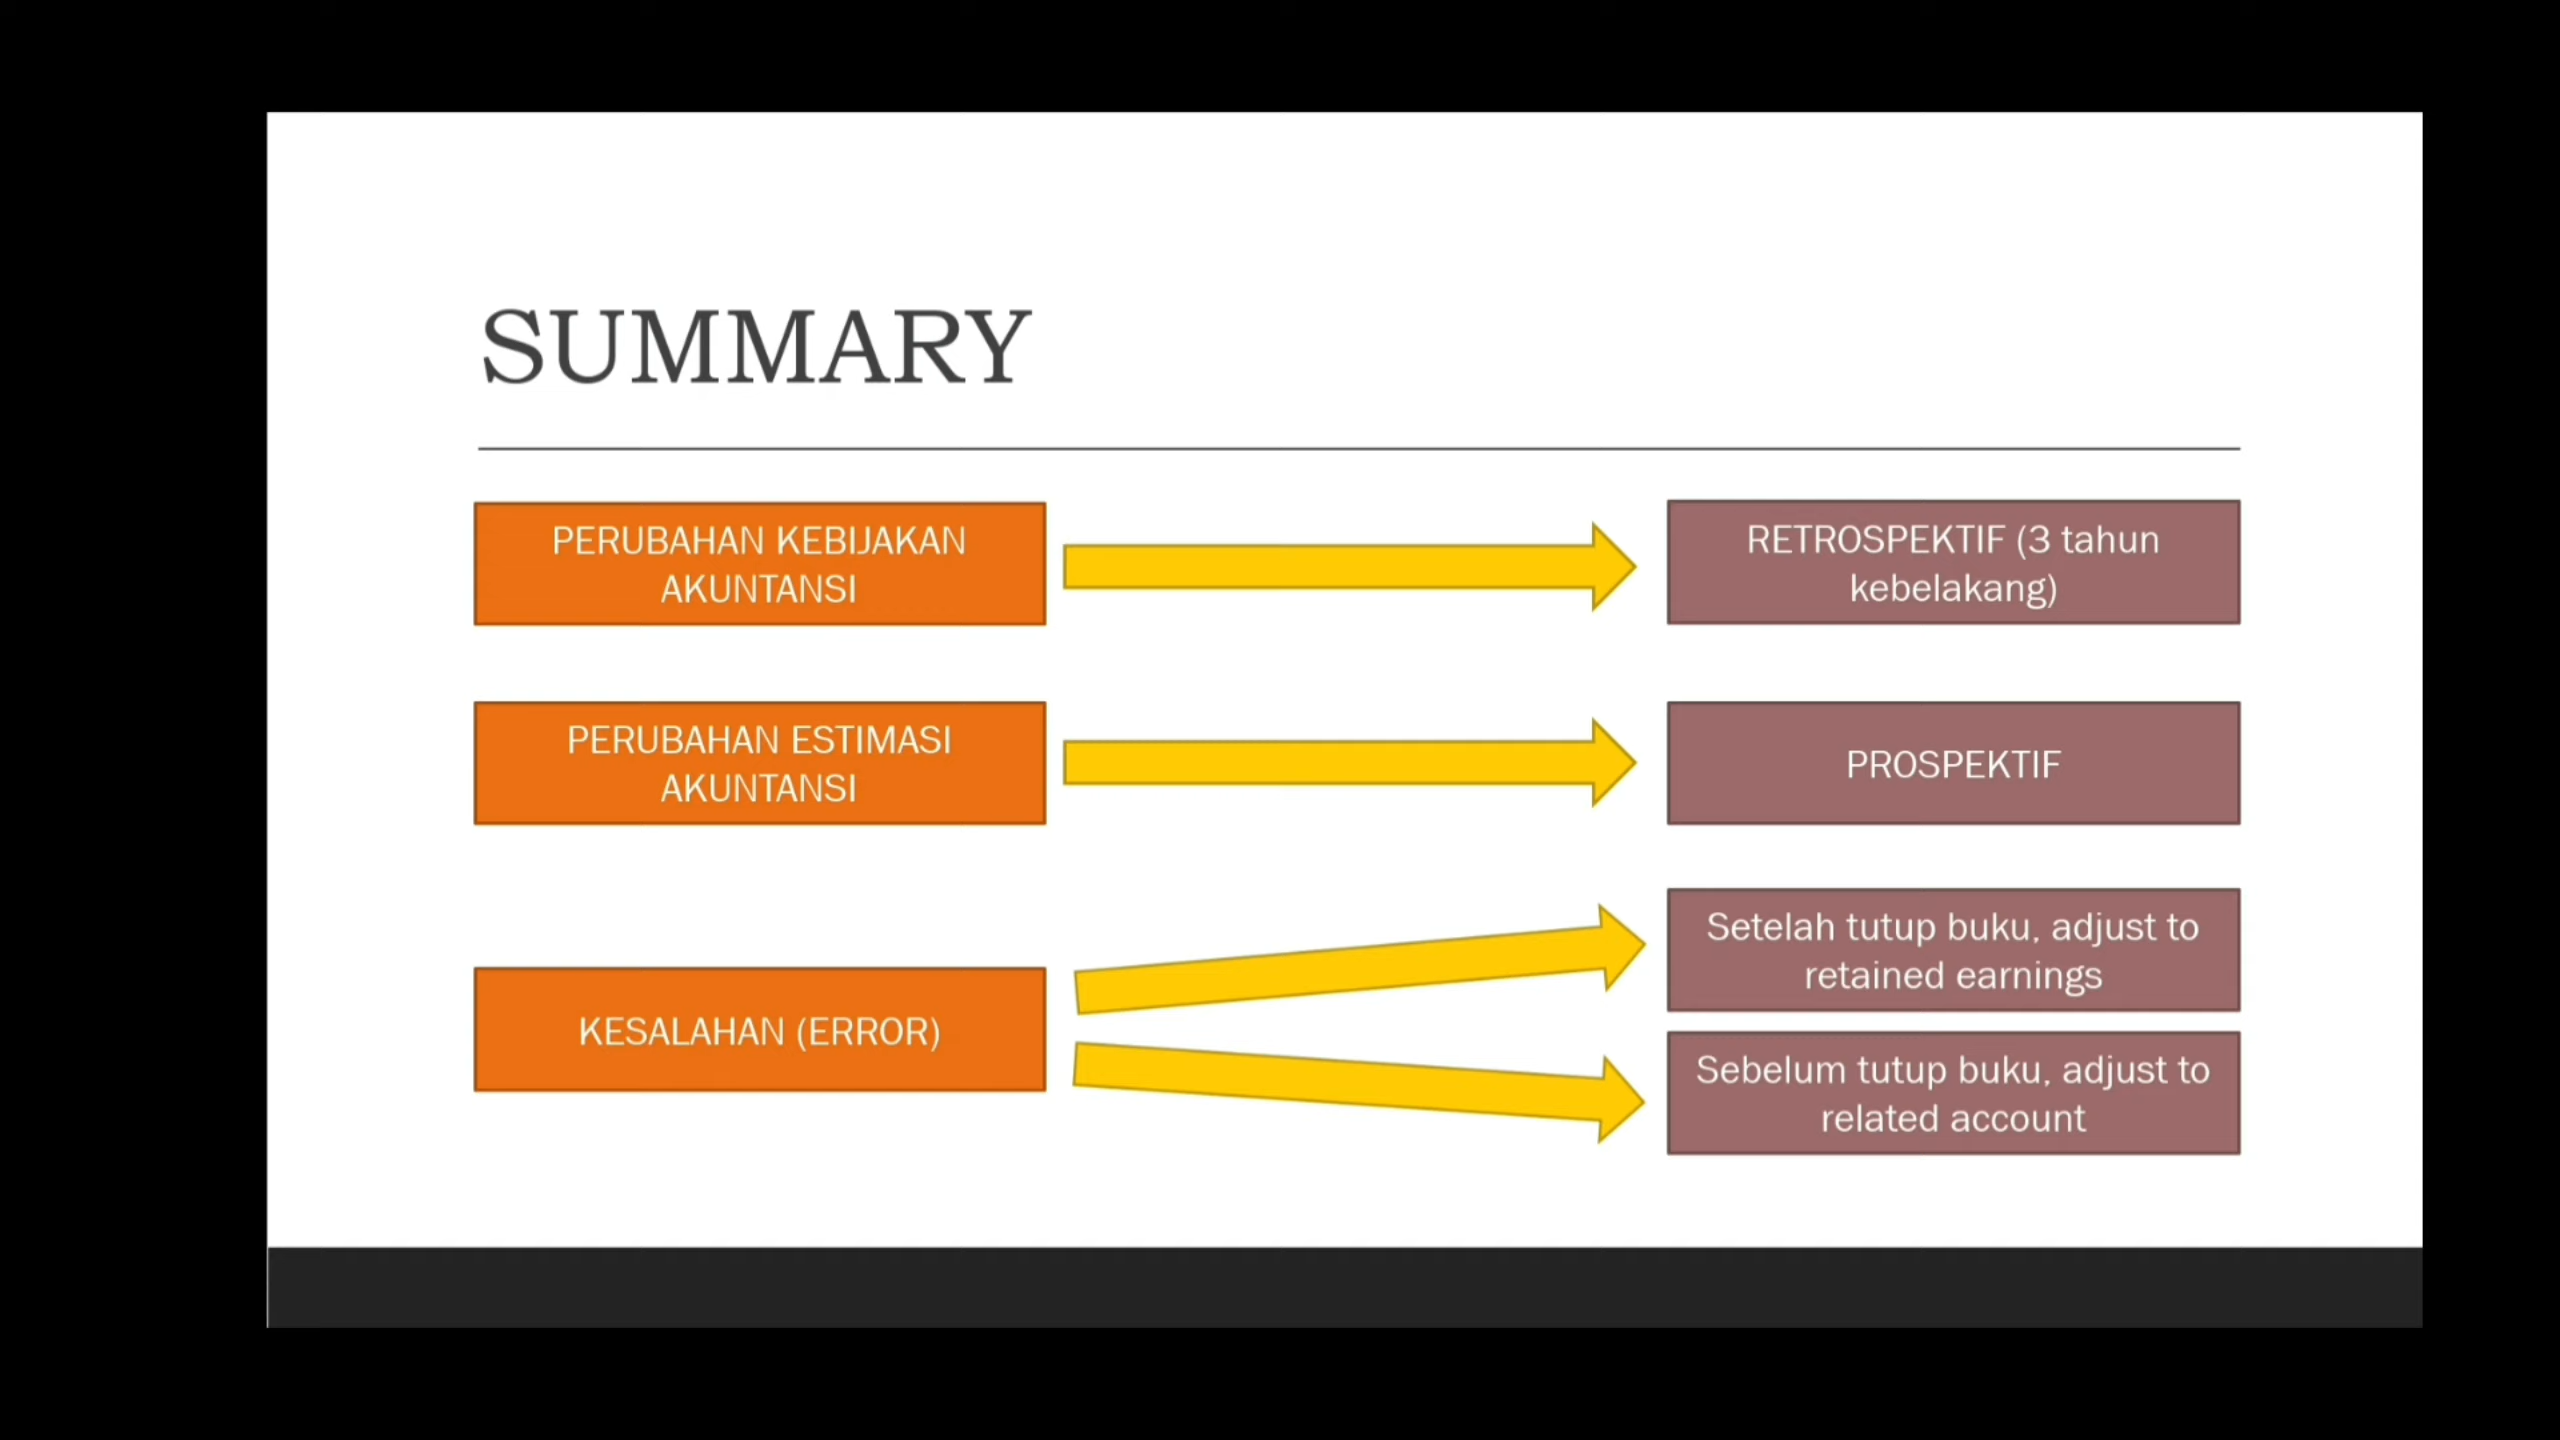 SUMMARY
PERUBAHAN KEBIJAKAN
AKUNTANSI
RETROSPEKTIF (3 tahun
kebelakang)
PERUBAHAN ESTIMASI
AKUNTANSI
PROSPEKTIF
KESALAHAN (ERROR)
Setelah tutup buku, adjust to
retained earnings
Sebelum tutup buku, adjust to
related account